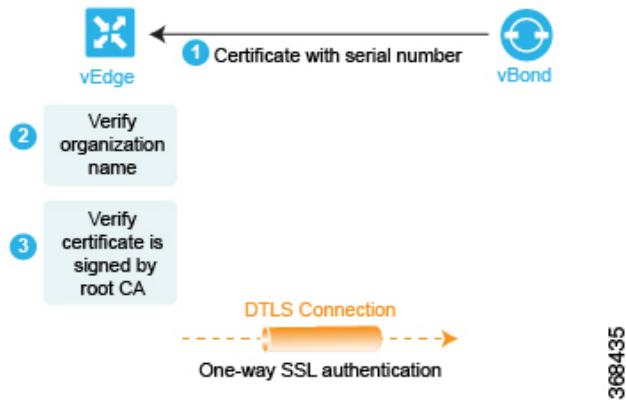 1 Certificate with serial number
vEdge
vBond
2 Verify
organization
name
3 Verify
certificate is
signed by
root CA
DTLS Connection
One-way SSL authentication
368435